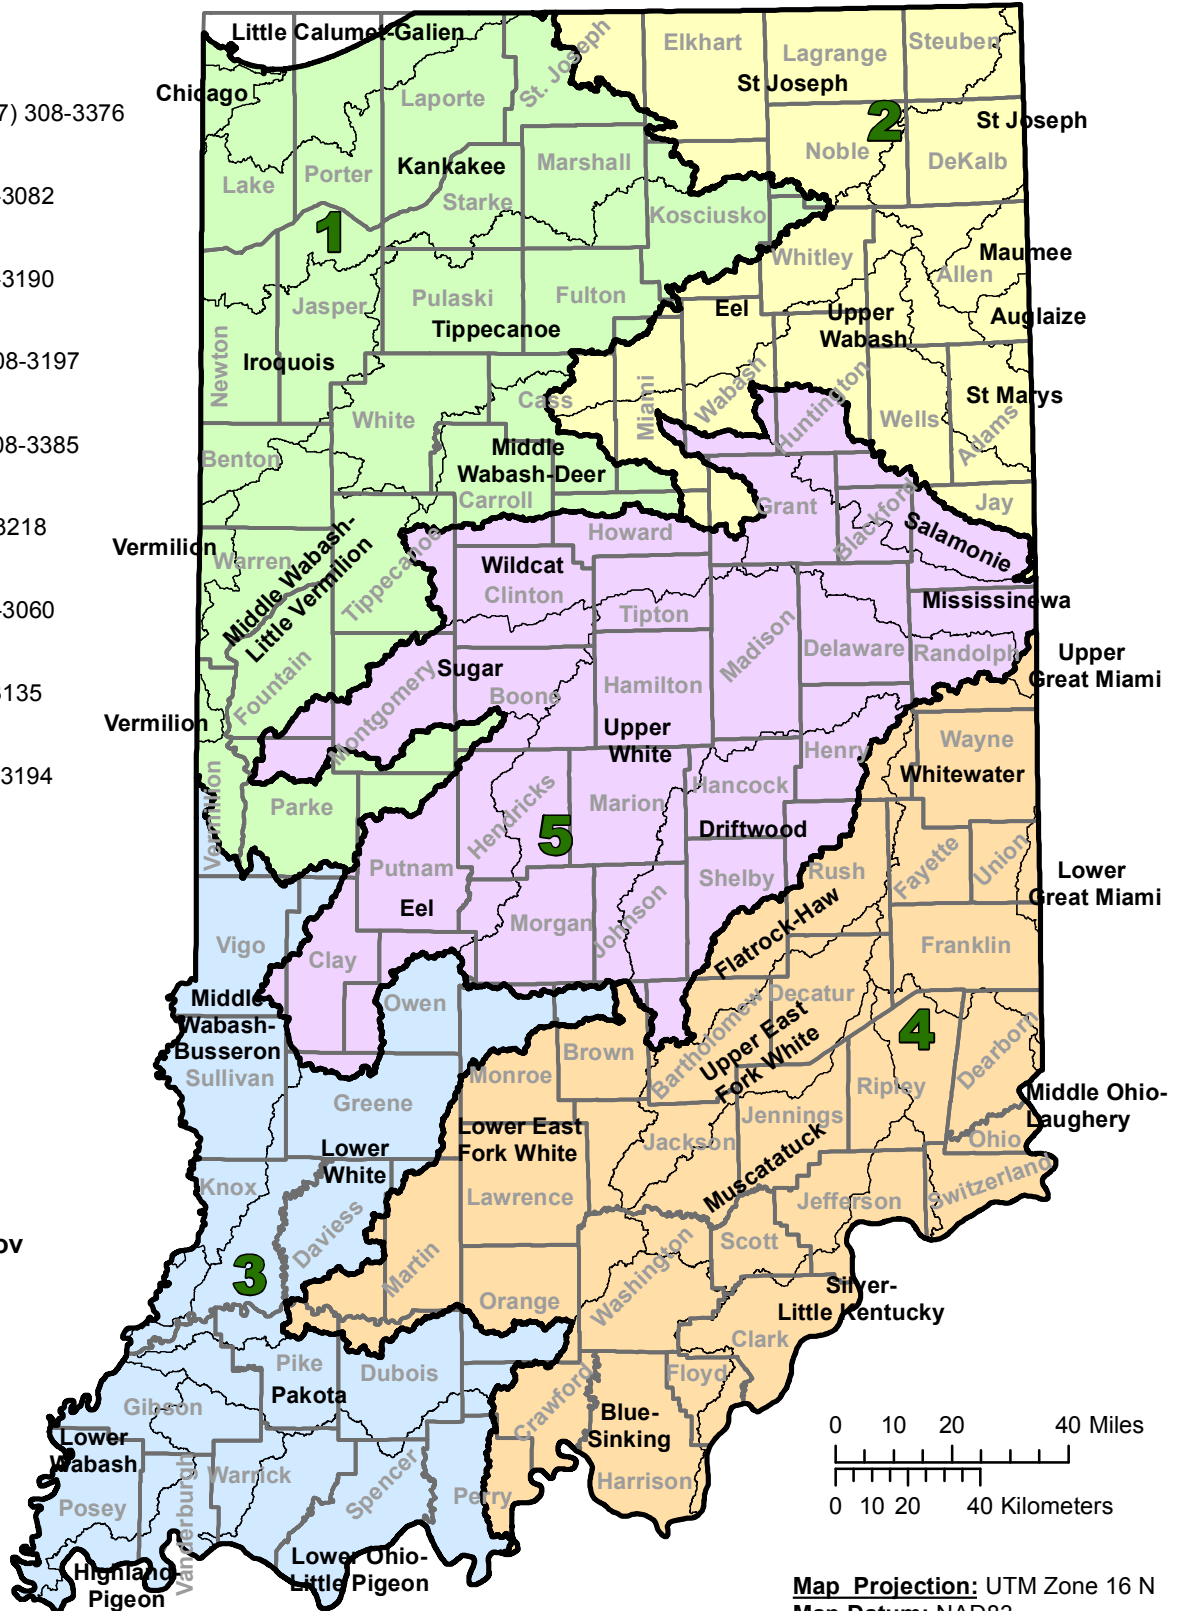 Little Calumet-Galien
Elkhart
Lagrange
Steuben
St. Joseph
St Joseph
Chicago
Laporte
7) 308-3376
2
St Joseph
Noble
DeKalb
Marshall
Kankakee
Porter
Lake
Starke
-3082
Kosciusko
1
Whitley
Maumee
Allen
-3190
Jasper
Pulaski
Fulton
Eel
Upper
Wabash
Auglaize
Tippecanoe
Newton
Iroquois
08-3197
Wabash
Huntington
Miami
Cass
White
Wells
St Marys
Adams
08-3385
Benton
Middle
Wabash-Deer
Carroll
Grant
Blackford
Jay
3218
Salamonie
Howard
Vermilion
Warren
Middle Wabash-
Little Vermilion
Tippecanoe
Wildcat
Clinton
Tipton
-3060
Mississinewa
Madison
Delaware
Randolph
Upper
Great Miami
Sugar
Boone
Hamilton
Fountain
Montgomery
3135
Vermilion
Upper
White
Henry
Wayne
Whitewater
-3194
Vermilion
Parke
Hendricks
Marion
Hancock
5
Driftwood
Putnam
Shelby
Rush
Fayette
Union
Lower
Great Miami
Eel
Morgan
Johnson
Flatrock-Haw
Franklin
Vigo
Clay
Owen
Middle
Wabash-
Busseron
Decatur
4
Dearborn
Upper East
Fork White
Bartholomew
Brown
Monroe
Sullivan
Greene
Ripley
Middle Ohio-
Laughery
Jennings
Ohio
Lower East
Fork White
Jackson
Lower
White
Muscatatuck
Knox
Lawrence
Jefferson
Switzerland
Daviess
Scott
ov
3
Martin
Washington
Orange
Silver-
Little Kentucky
Clark
Pike
Pakota
Dubois
Floyd
Gibson
Crawford
Blue-
Sinking
0 10 20 40 Miles
Lower
Wabash
Warrick
Spencer
Harrison
Posey
Vanderburgh
Perry
0 10 20 40 Kilometers
Highland-
Pigeon
Lower Ohio-
Little Pigeon
Map Projection: UTM Zone 16 N
Map Datum: NAD83